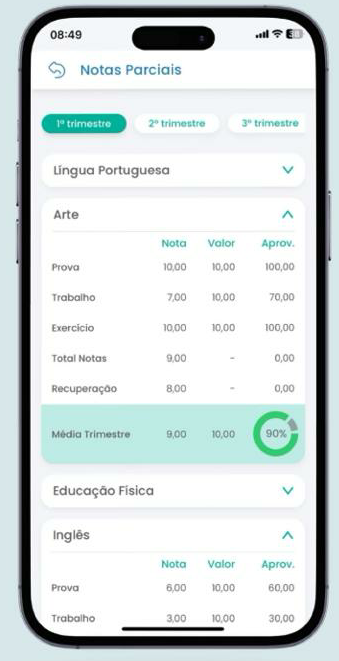 08:49
Notas Parciais
1º trimestre 2º trimestre 3º trimestre
Língua Portuguesa
Arte
Nota Valor Aprov.
Prova 10,00 10,00 100,00
Trabalho 7,00 10,00 70,00
Exercício 10,00 10,00 100,00
Total Notas 9,00 - 0,00
Recuperação 8,00 - 0,00
Média Trimestre 9,00 10,00 90%
Educação Física
Inglês
Nota Valor Aprov.
Prova 6,00 10,00 60,00
Trabalho 3,00 10,00 30,00